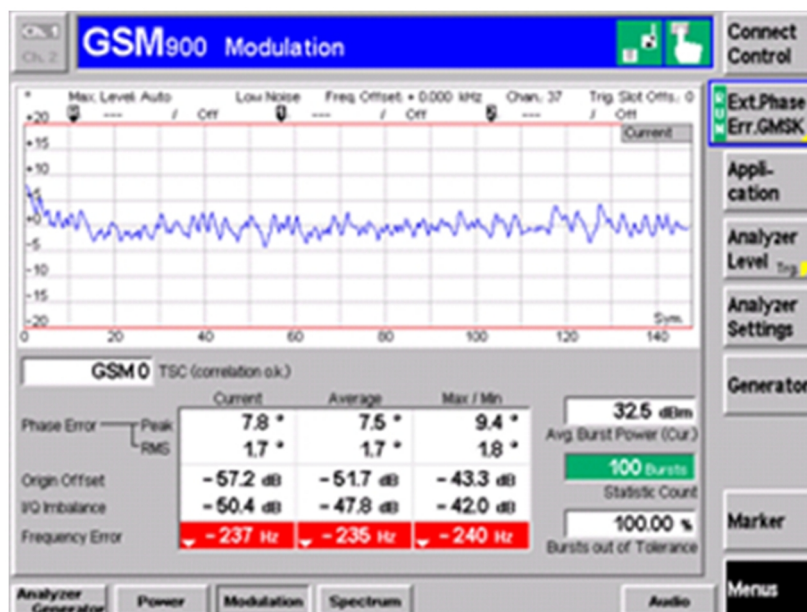 Ch. 2
GSM900 Modulation
Connect Control
° Max. Level: Auto Low Noise Freq. Offset: + 0.000 kHz Chan.: 37 Trig. Slot Offs.: 0
+20 --- / Off --- / Off --- / Off
Current
RUN
Ext.Phase Err.GMSK
+15
+10
+5
+0
-5
-10
-15
-20
Sym.
0 20 40 60 80 100 120 140
Appli-cation
Analyzer Level Trg.
Analyzer Settings
Generator
GSM 0 TSC (correlation o.k.)
Current Average Max / Min
Phase Error Peak 7.8 ° 7.5 ° 9.4 °
RMS 1.7 ° 1.7 ° 1.8 °
Origin Offset -57.2 dB -51.7 dB -43.3 dB
I/Q Imbalance -50.4 dB -47.8 dB -42.0 dB
Frequency Error -237 Hz -235 Hz -240 Hz
32.5 dBm
Avg. Burst Power (Cur.)
100 Bursts
Statistic Count
100.00 %
Bursts out of Tolerance
Marker
Menus
Analyzer Generator Power Modulation Spectrum Audio